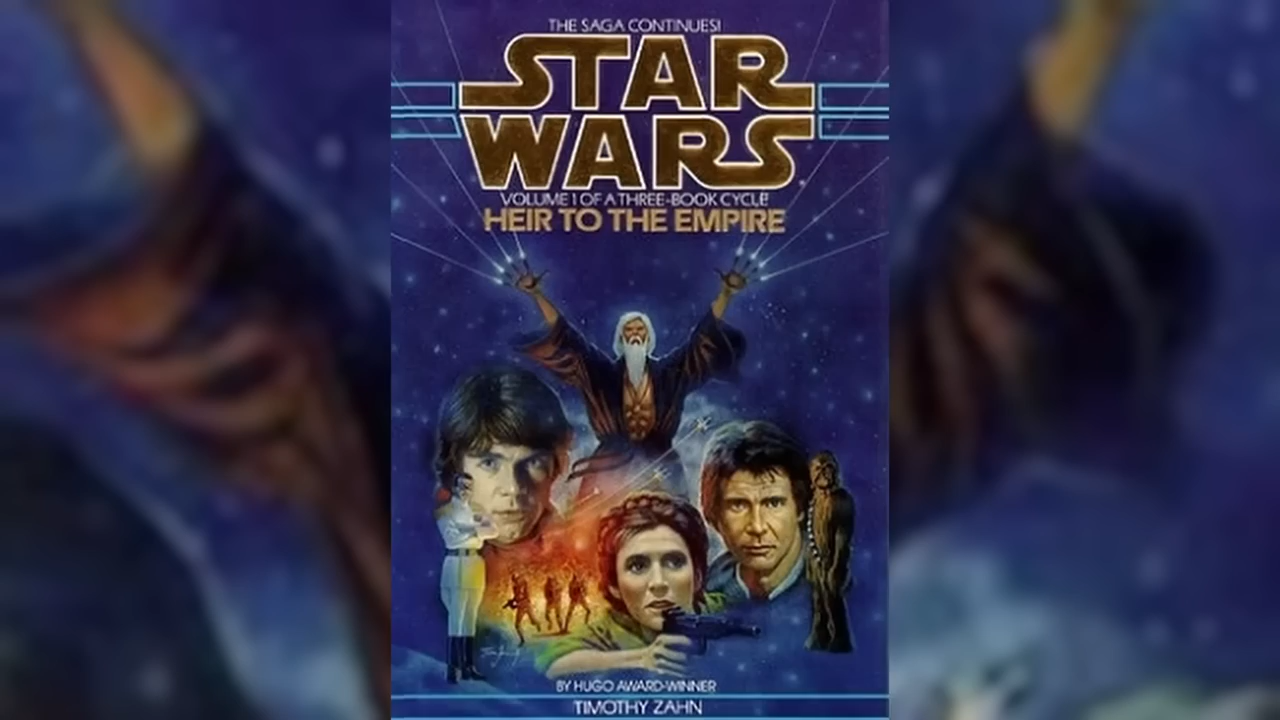 THE SAGA CONTINUES!
STAR
WARS
VOLUME 1 OF A THREE-BOOK CYCLE
HEIR TO THE EMPIRE
BY HUGO AWARD-WINNER
TIMOTHY ZAHN